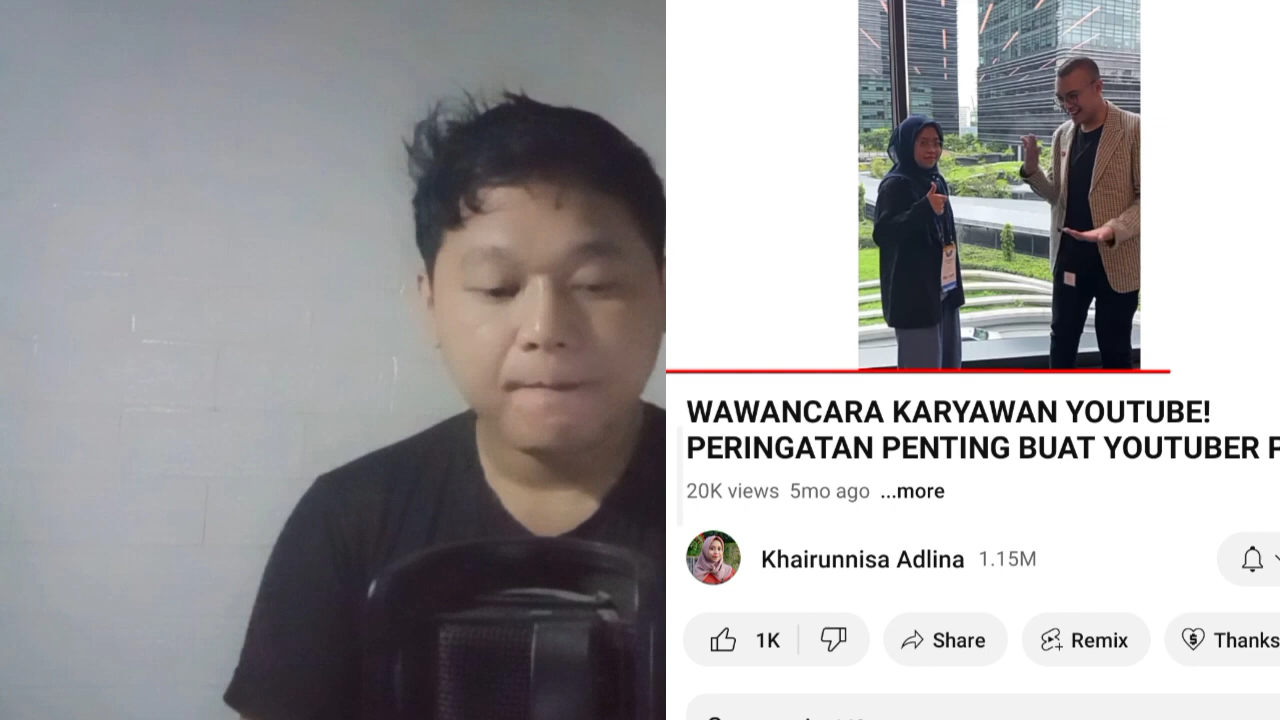 WAWANCARA KARYAWAN YOUTUBE!
PERINGATAN PENTING BUAT YOUTUBER P
20K views 5mo ago ...more
Khairunnisa Adlina 1.15M
1K Share Remix Thanks